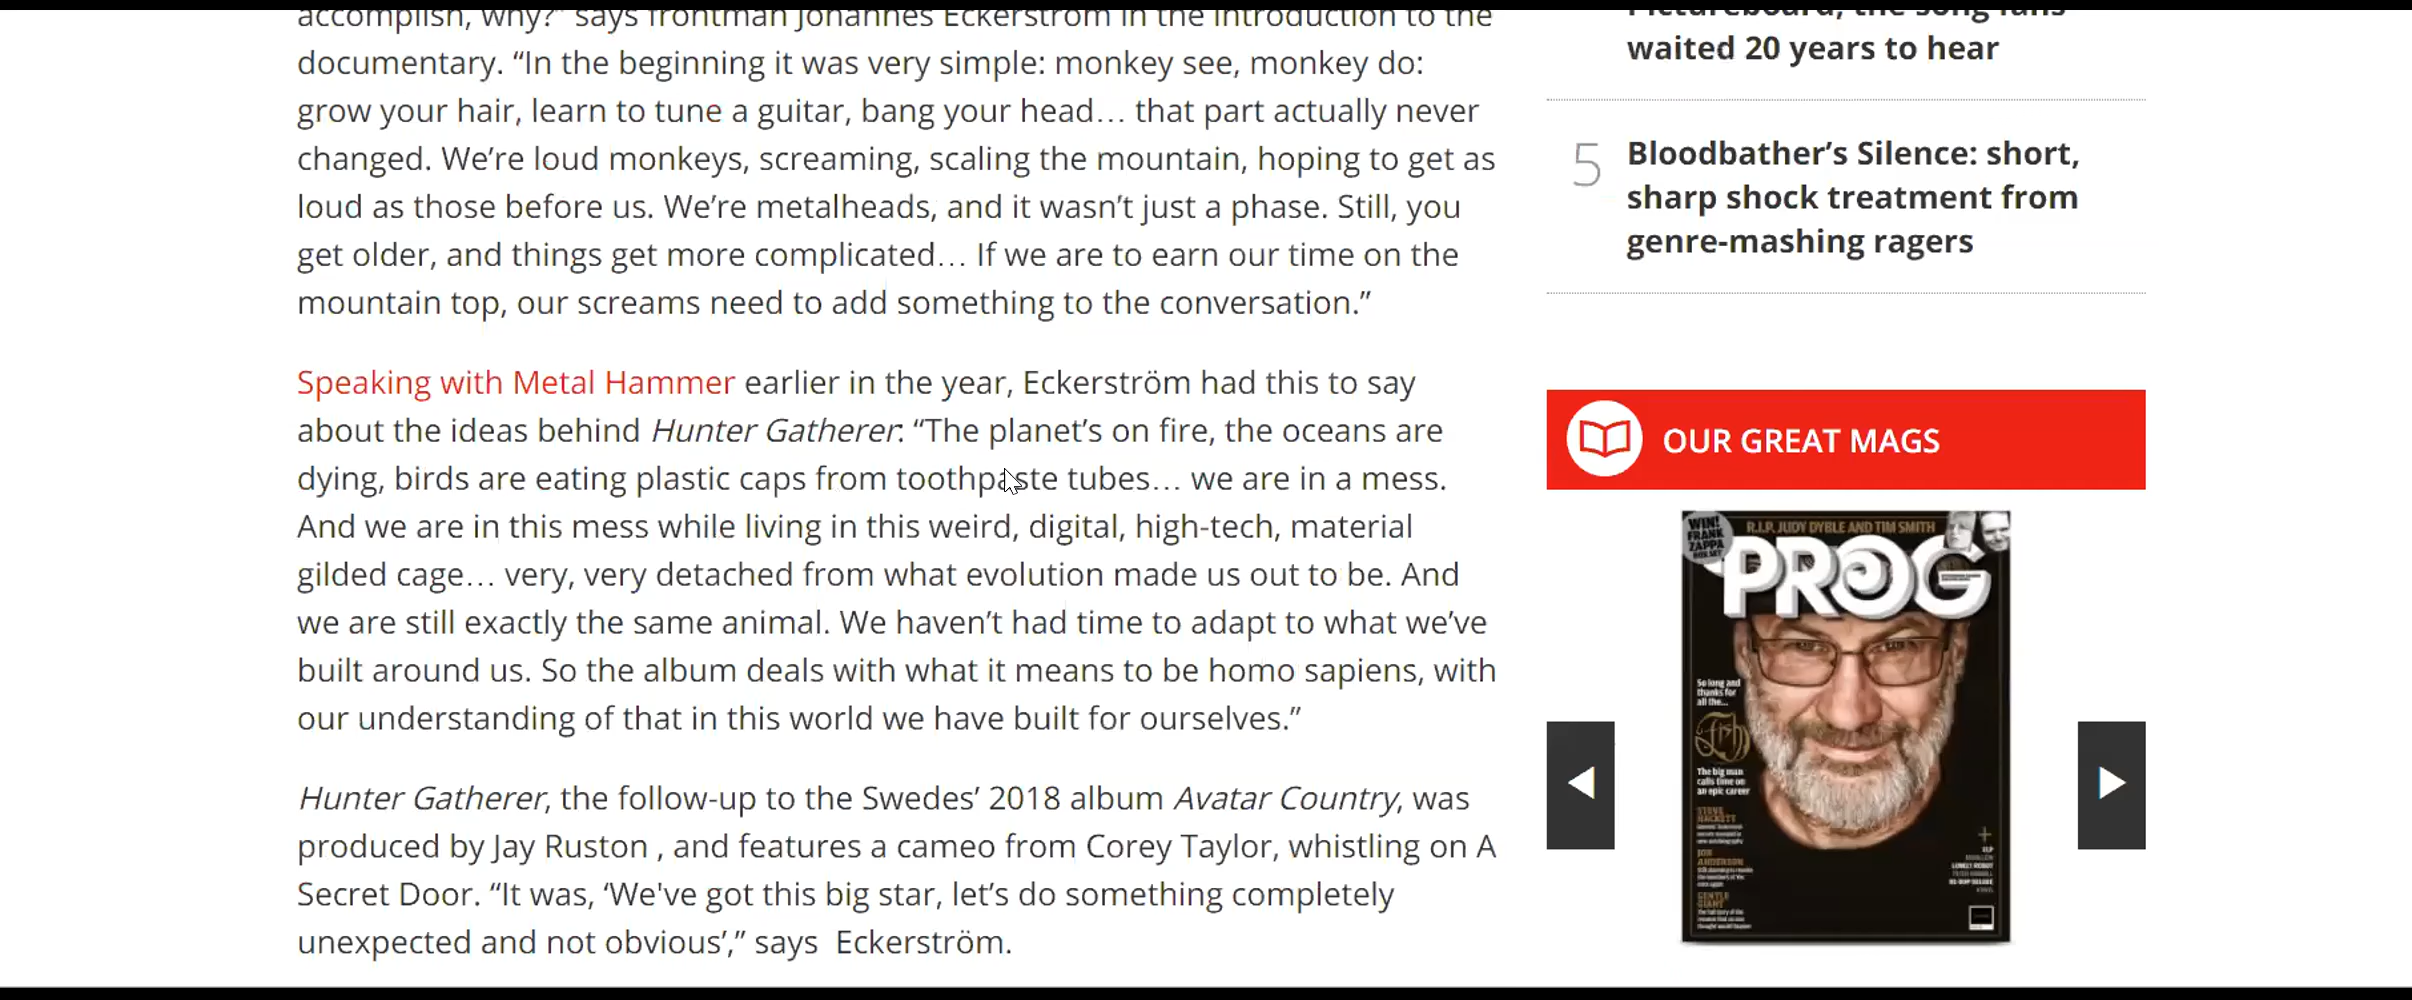 accomplish, why?” says frontman Johannes Eckerström in the introduction to the
documentary. “In the beginning it was very simple: monkey see, monkey do:
grow your hair, learn to tune a guitar, bang your head… that part actually never
changed. We’re loud monkeys, screaming, scaling the mountain, hoping to get as
loud as those before us. We’re metalheads, and it wasn’t just a phase. Still, you
get older, and things get more complicated… If we are to earn our time on the
mountain top, our screams need to add something to the conversation.”
Speaking with Metal Hammer earlier in the year, Eckerström had this to say
about the ideas behind Hunter Gatherer: “The planet’s on fire, the oceans are
dying, birds are eating plastic caps from toothpaste tubes… we are in a mess.
And we are in this mess while living in this weird, digital, high-tech, material
gilded cage… very, very detached from what evolution made us out to be. And
we are still exactly the same animal. We haven’t had time to adapt to what we’ve
built around us. So the album deals with what it means to be homo sapiens, with
our understanding of that in this world we have built for ourselves.”
Hunter Gatherer, the follow-up to the Swedes’ 2018 album Avatar Country, was
produced by Jay Ruston , and features a cameo from Corey Taylor, whistling on A
Secret Door. “It was, ‘We've got this big star, let’s do something completely
unexpected and not obvious’,” says  Eckerström.
Pictureboard, the song fans
waited 20 years to hear
5
Bloodbather’s Silence: short,
sharp shock treatment from
genre-mashing ragers
OUR GREAT MAGS
WIN!
FRANK
ZAPPA
BOX SET
R.I.P. JUDY DYBLE AND TIM SMITH
PROG
So long and
thanks for
all the...
Fish
The big man
calls time on
an epic career
STEVE
HACKETT
JON
ANDERSON
GENTLE
GIANT
+
ELP
LONELY ROBOT